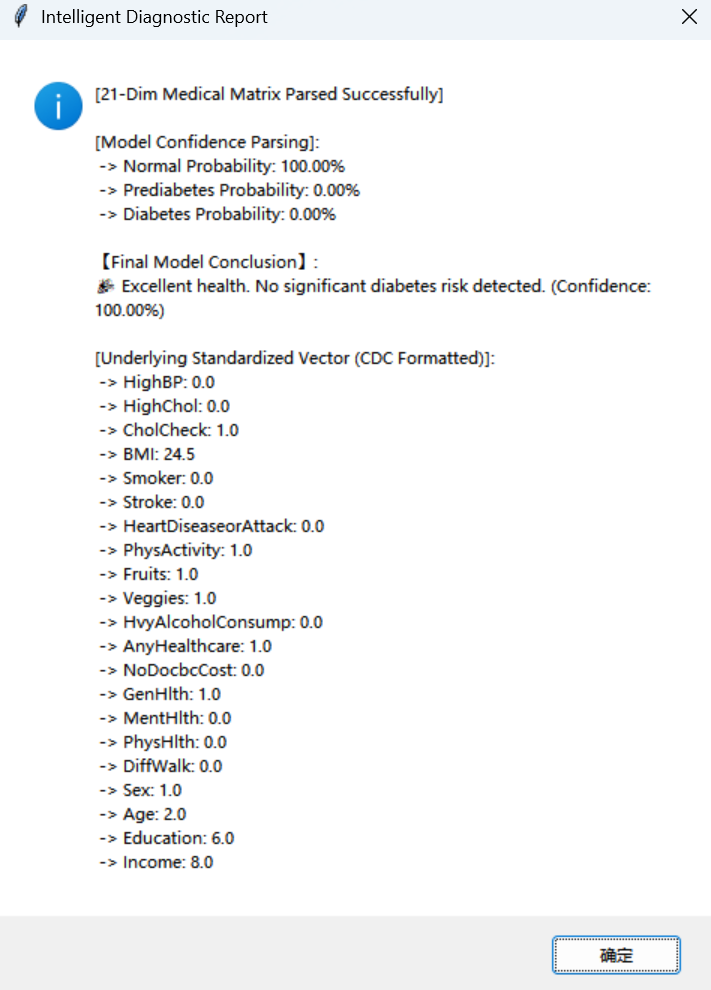 Intelligent Diagnostic Report
[21-Dim Medical Matrix Parsed Successfully]
[Model Confidence Parsing]:
-> Normal Probability: 100.00%
-> Prediabetes Probability: 0.00%
-> Diabetes Probability: 0.00%
【Final Model Conclusion】:
🎉 Excellent health. No significant diabetes risk detected. (Confidence:
100.00%)
[Underlying Standardized Vector (CDC Formatted)]:
-> HighBP: 0.0
-> HighChol: 0.0
-> CholCheck: 1.0
-> BMI: 24.5
-> Smoker: 0.0
-> Stroke: 0.0
-> HeartDiseaseorAttack: 0.0
-> PhysActivity: 1.0
-> Fruits: 1.0
-> Veggies: 1.0
-> HvyAlcoholConsump: 0.0
-> AnyHealthcare: 1.0
-> NoDocbcCost: 0.0
-> GenHlth: 1.0
-> MentHlth: 0.0
-> PhysHlth: 0.0
-> DiffWalk: 0.0
-> Sex: 1.0
-> Age: 2.0
-> Education: 6.0
-> Income: 8.0
确定